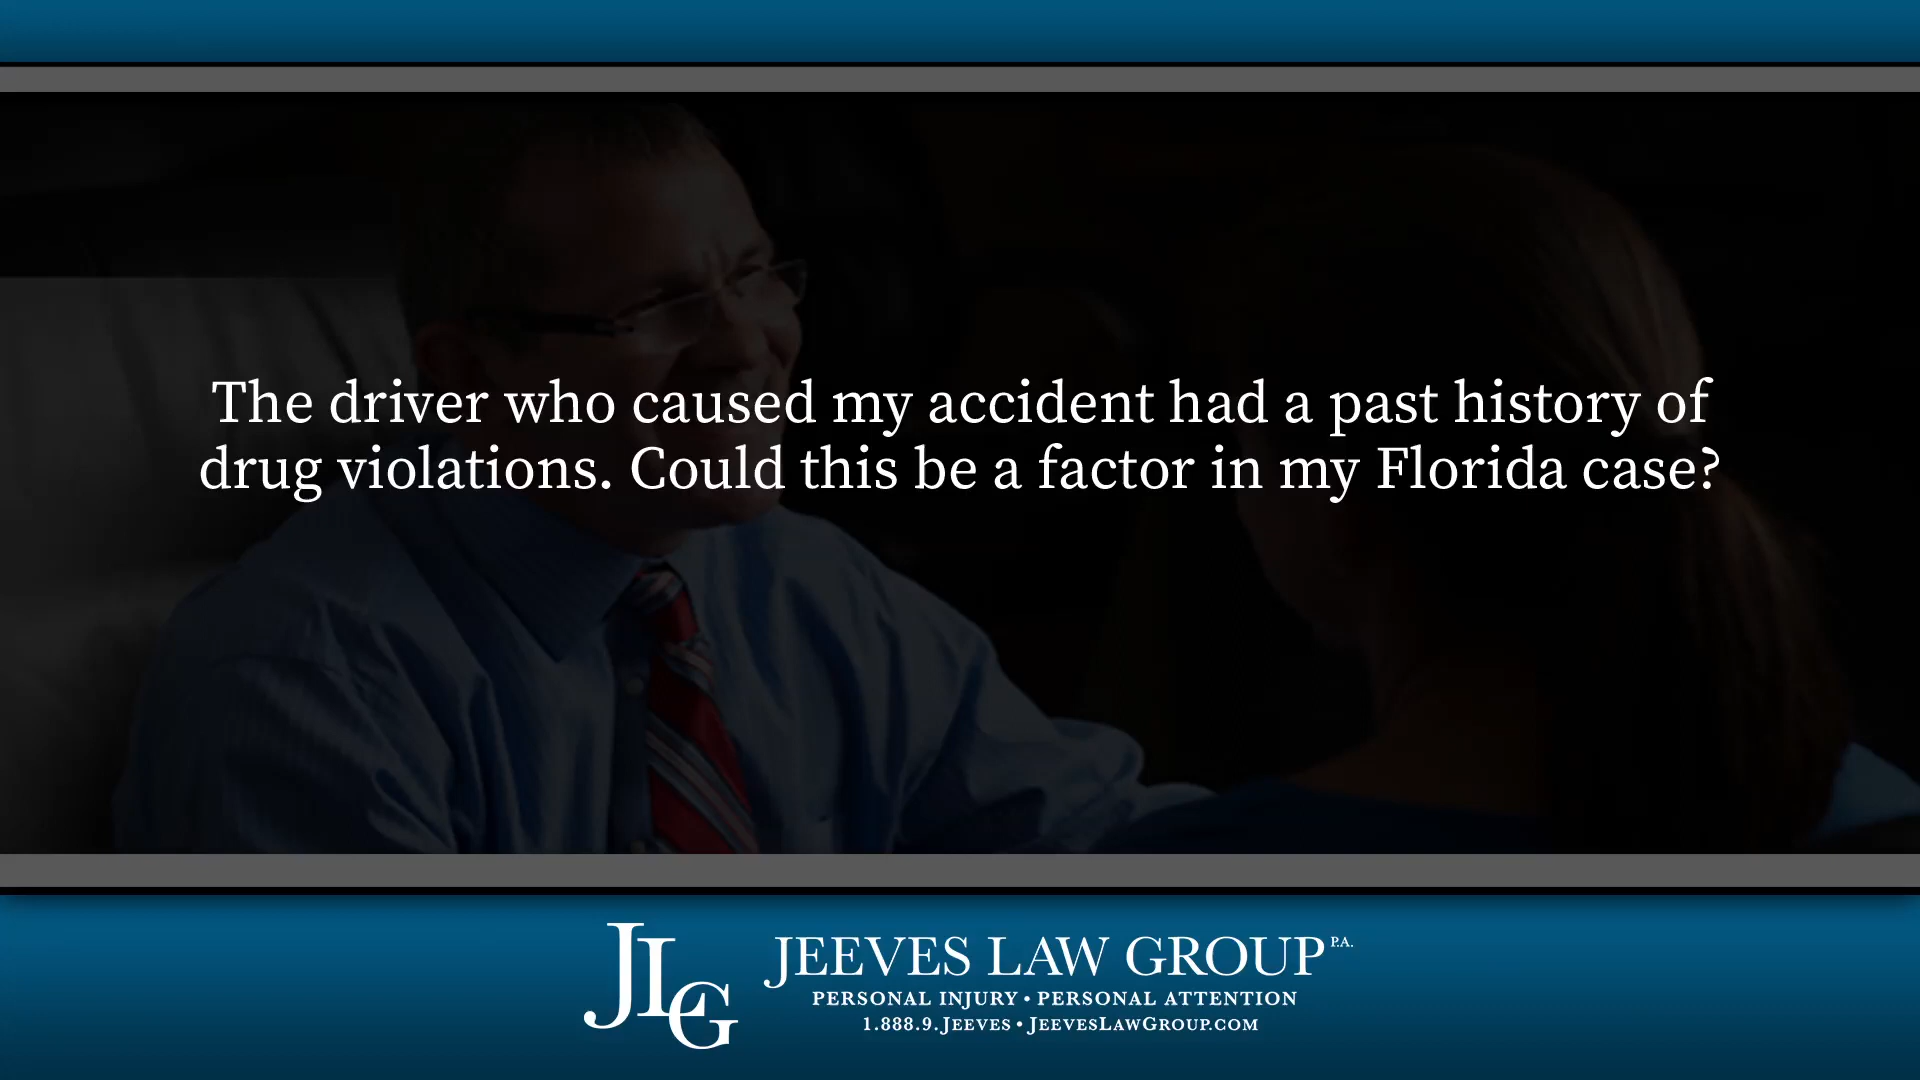 The driver who caused my accident had a past history of
drug violations. Could this be a factor in my Florida case?
JLG
JEEVES LAW GROUP P.A.
PERSONAL INJURY • PERSONAL ATTENTION
1.888.9.JEEVES • JEEVESLAWGROUP.COM